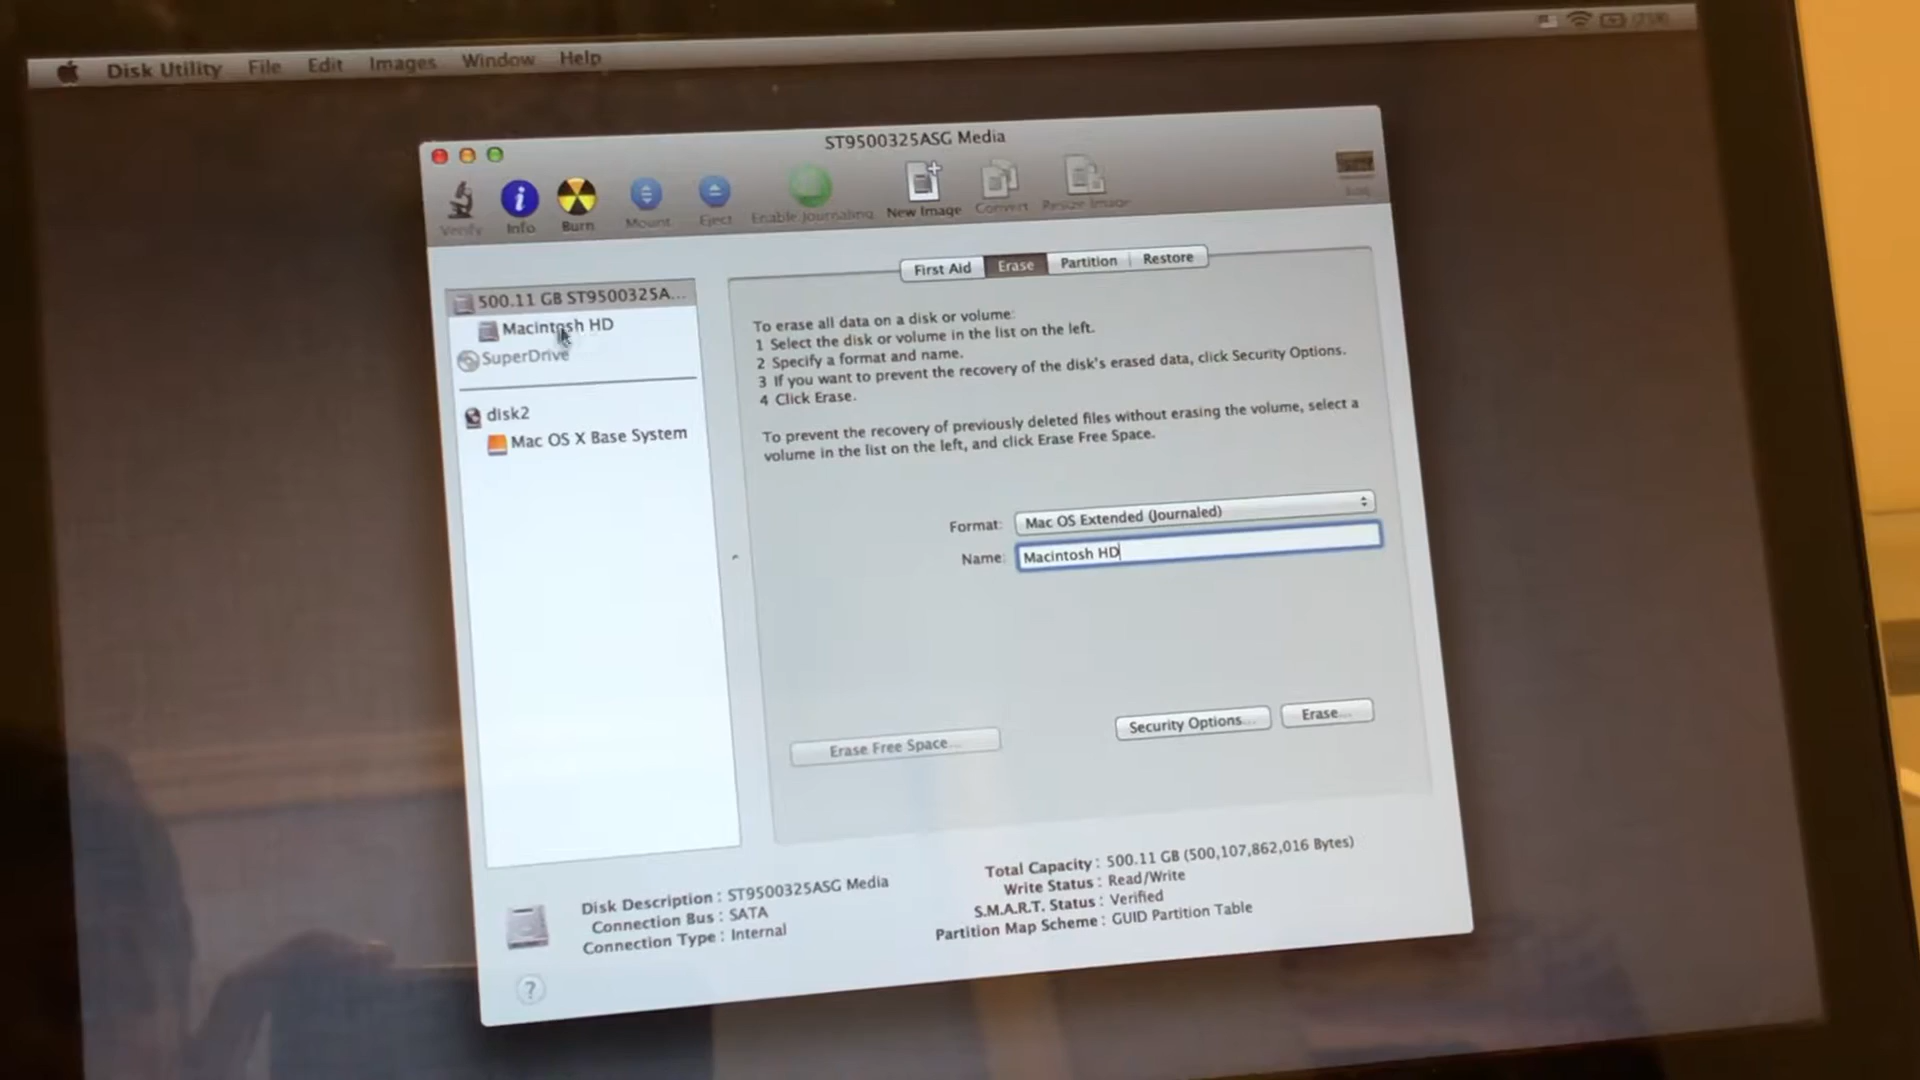 Disk Utility File Edit Images Window Help
ST9500325ASG Media
Verify Info Burn Mount Eject Enable Journaling New Image Convert Resize Image
First Aid Erase Partition Restore
500.11 GB ST9500325A...
Macintosh HD
SuperDrive
disk2
Mac OS X Base System
To erase all data on a disk or volume:
1 Select the disk or volume in the list on the left.
2 Specify a format and name.
3 If you want to prevent the recovery of the disk's erased data, click Security Options.
4 Click Erase.
To prevent the recovery of previously deleted files without erasing the volume, select a
volume in the list on the left, and click Erase Free Space.
Format: Mac OS Extended (Journaled)
Name: Macintosh HD
Erase Free Space... Security Options... Erase...
Disk Description : ST9500325ASG Media
Connection Bus : SATA
Connection Type : Internal
Total Capacity : 500.11 GB (500,107,862,016 Bytes)
Write Status : Read/Write
S.M.A.R.T. Status : Verified
Partition Map Scheme : GUID Partition Table
?